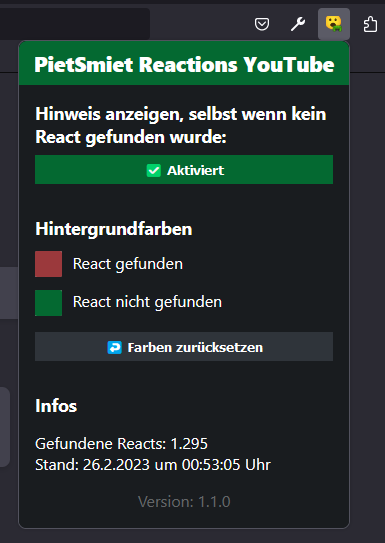 PietSmiet Reactions YouTube
Hinweis anzeigen, selbst wenn kein
React gefunden wurde:
✅ Aktiviert
Hintergrundfarben
React gefunden
React nicht gefunden
↩️ Farben zurücksetzen
Infos
Gefundene Reacts: 1.295
Stand: 26.2.2023 um 00:53:05 Uhr
Version: 1.1.0